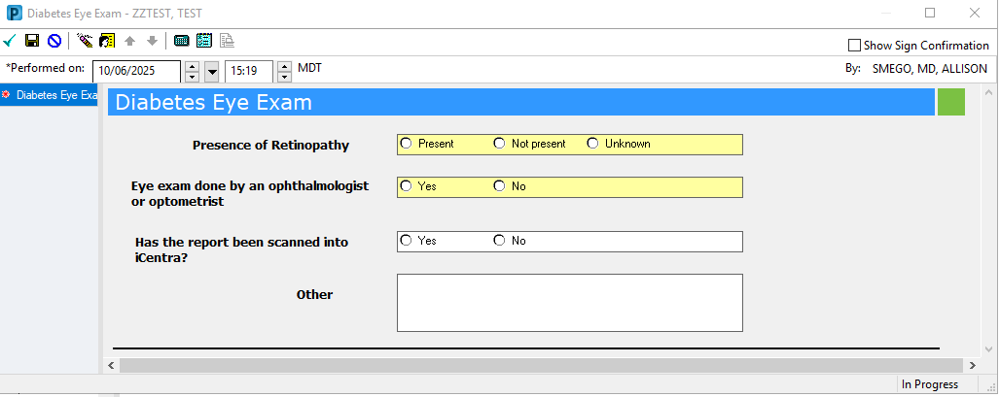 Diabetes Eye Exam - ZZTEST, TEST
Show Sign Confirmation
*Performed on: 10/06/2025 15:19 MDT By: SMEGO, MD, ALLISON
Diabetes Eye Exa
Diabetes Eye Exam
Presence of Retinopathy Present Not present Unknown
Eye exam done by an ophthalmologist
or optometrist
Yes No
Has the report been scanned into
iCentra?
Yes No
Other
In Progress